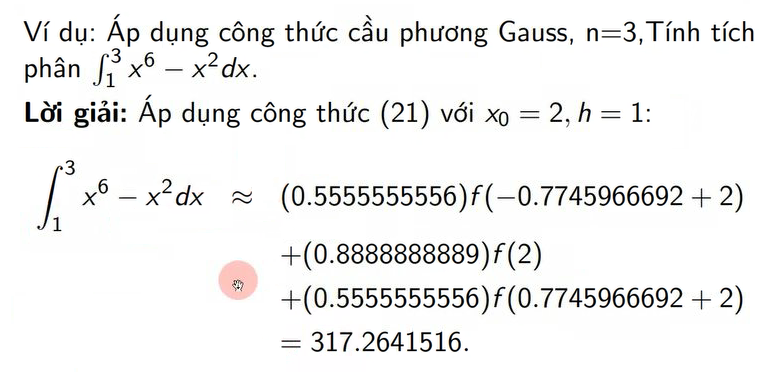 Ví dụ: Áp dụng công thức cầu phương Gauss, n=3,Tính tích
phân ∫₁³ x⁶ − x²dx.
Lời giải: Áp dụng công thức (21) với x₀ = 2, h = 1:
∫₁³ x⁶ − x²dx ≈ (0.5555555556)f(−0.7745966692 + 2)
+(0.8888888889)f(2)
+(0.5555555556)f(0.7745966692 + 2)
= 317.2641516.